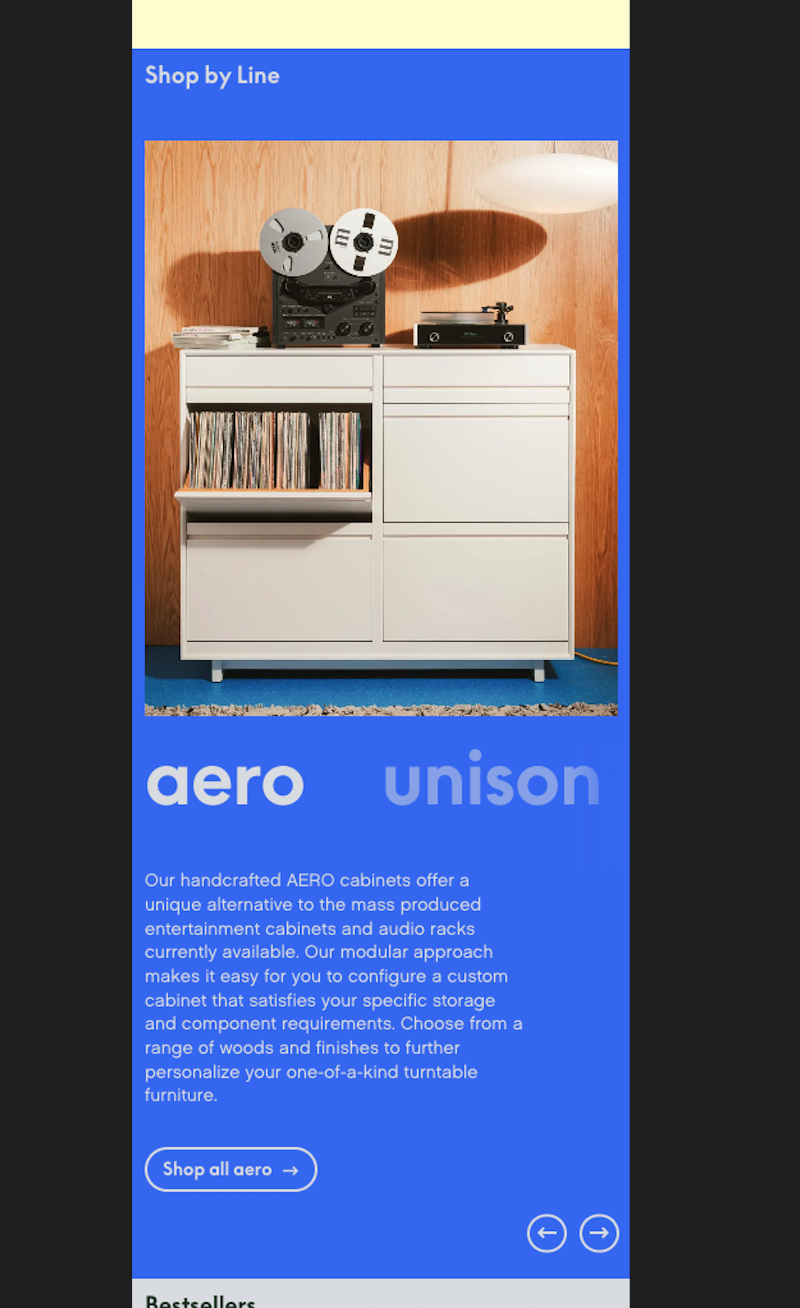 Shop by Line
aero unison
Our handcrafted AERO cabinets offer a
unique alternative to the mass produced
entertainment cabinets and audio racks
currently available. Our modular approach
makes it easy for you to configure a custom
cabinet that satisfies your specific storage
and component requirements. Choose from a
range of woods and finishes to further
personalize your one-of-a-kind turntable
furniture.
Shop all aero →
← →
Bestsellers